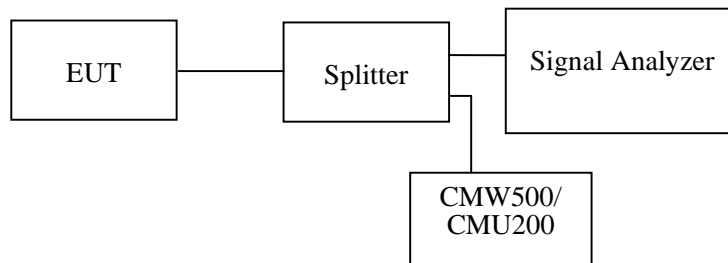 EUT
Splitter
Signal Analyzer
CMW500/
CMU200